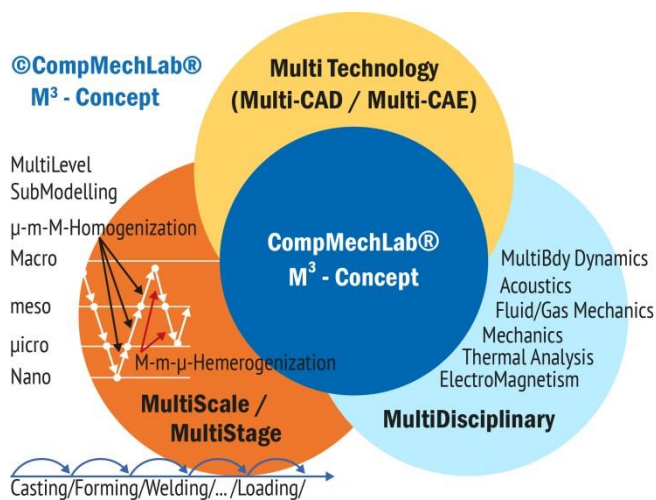 ©CompMechLab®
M³ - Concept
Multi Technology
(Multi-CAD / Multi-CAE)
MultiLevel
SubModelling
µ-m-M-Homogenization
Macro
meso
µicro
Nano
M-m-µ-Hemerogenization
MultiScale /
MultiStage
CompMechLab®
M³ - Concept
MultiBdy Dynamics
Acoustics
Fluid/Gas Mechanics
Mechanics
Thermal Analysis
ElectroMagnetism
MultiDisciplinary
Casting/Forming/Welding/... /Loading/